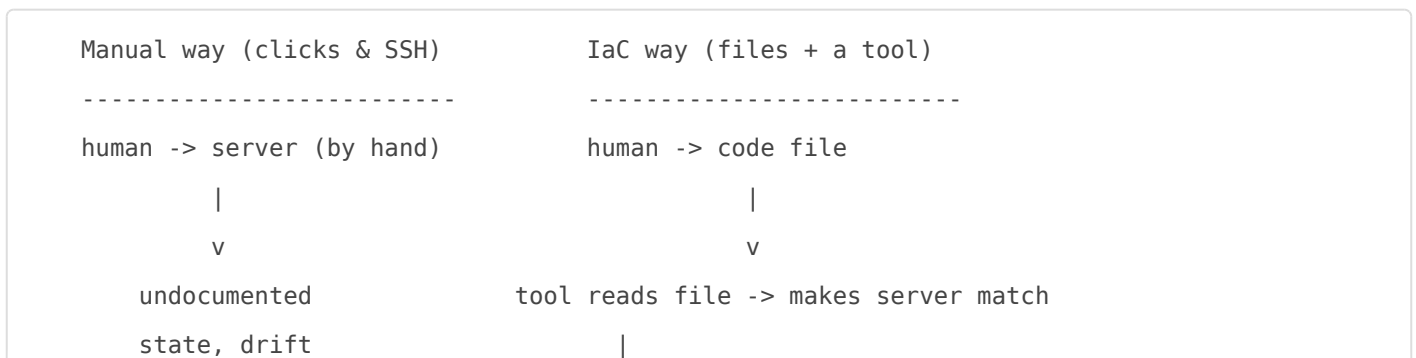 Manual way (clicks & SSH)          IaC way (files + a tool)
--------------------------         --------------------------
human -> server (by hand)          human -> code file
|                                     |
v                                     v
undocumented              tool reads file -> makes server match
state, drift                      |